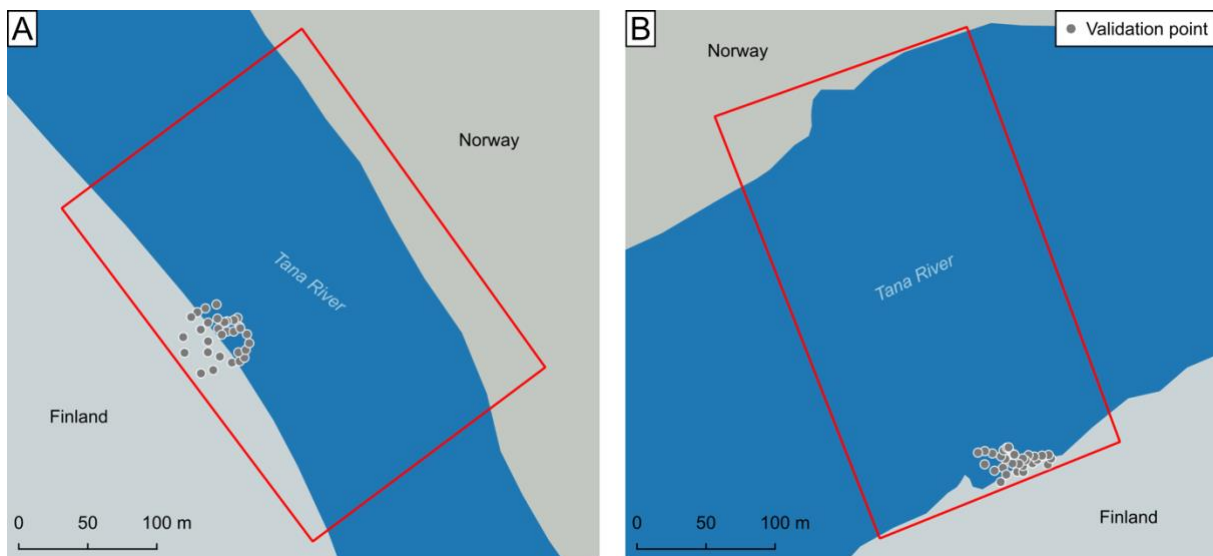 A
Norway
Tana River
Finland
0 50 100 m
B
Validation point
Norway
Tana River
Finland
0 50 100 m